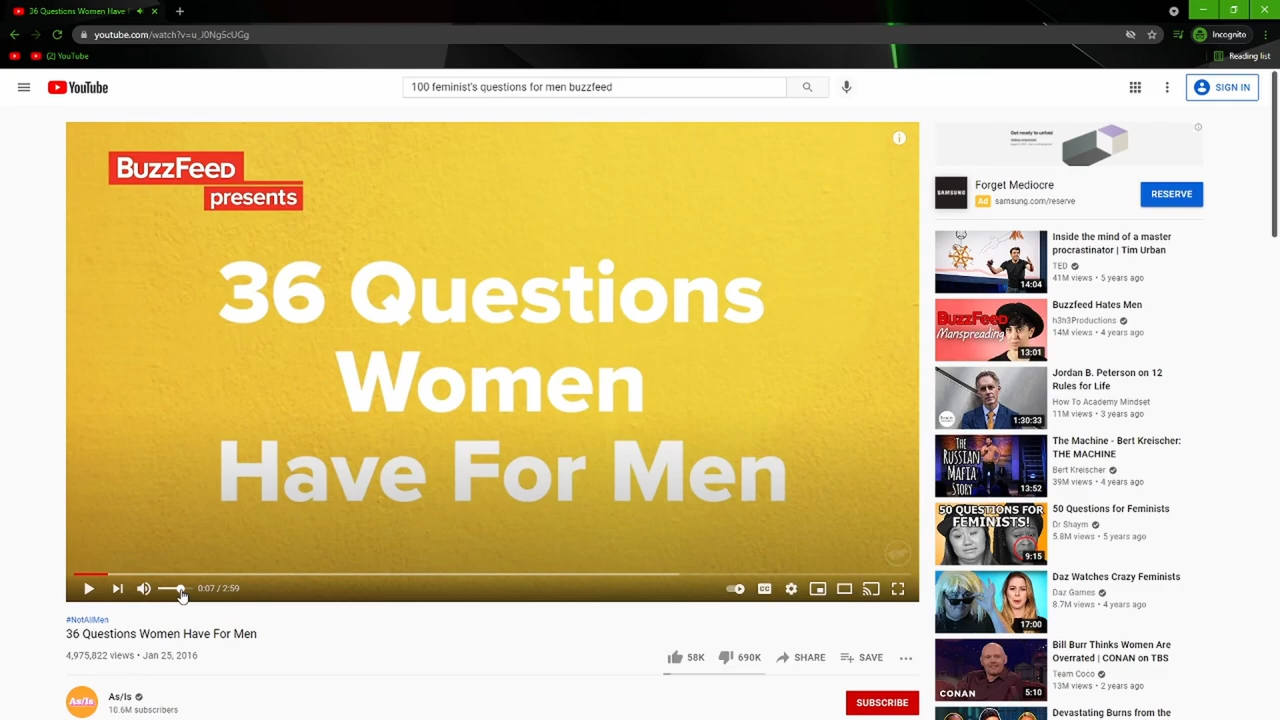 36 Questions Women Have
youtube.com/watch?v=u_J0Ng5cUGg
Incognito
(2) YouTube
Reading list
YouTube
100 feminist's questions for men buzzfeed
SIGN IN
BuzzFeed
presents
36 Questions
Women
Have For Men
0:07 / 2:59
CC
#NotAllMen
36 Questions Women Have For Men
4,975,822 views • Jan 25, 2016
58K
690K
SHARE
SAVE
As/Is
As/Is
10.6M subscribers
SUBSCRIBE
Get ready to unfold
SAMSUNG
Forget Mediocre
Ad samsung.com/reserve
RESERVE
14:04
Inside the mind of a master
procrastinator | Tim Urban
TED
41M views • 5 years ago
BuzzFeed
Manspreading
13:01
Buzzfeed Hates Men
h3h3Productions
14M views • 4 years ago
1:30:33
Jordan B. Peterson on 12
Rules for Life
How To Academy Mindset
11M views • 3 years ago
THE
RUSSIAN
MAFIA
STORY
13:52
The Machine - Bert Kreischer:
THE MACHINE
Bert Kreischer
39M views • 4 years ago
50 QUESTIONS FOR
FEMINISTS!
9:15
50 Questions for Feminists
Dr Shaym
5.8M views • 5 years ago
17:00
Daz Watches Crazy Feminists
Daz Games
8.7M views • 4 years ago
CONAN
5:10
Bill Burr Thinks Women Are
Overrated | CONAN on TBS
Team Coco
13M views • 2 years ago
Devastating Burns from the